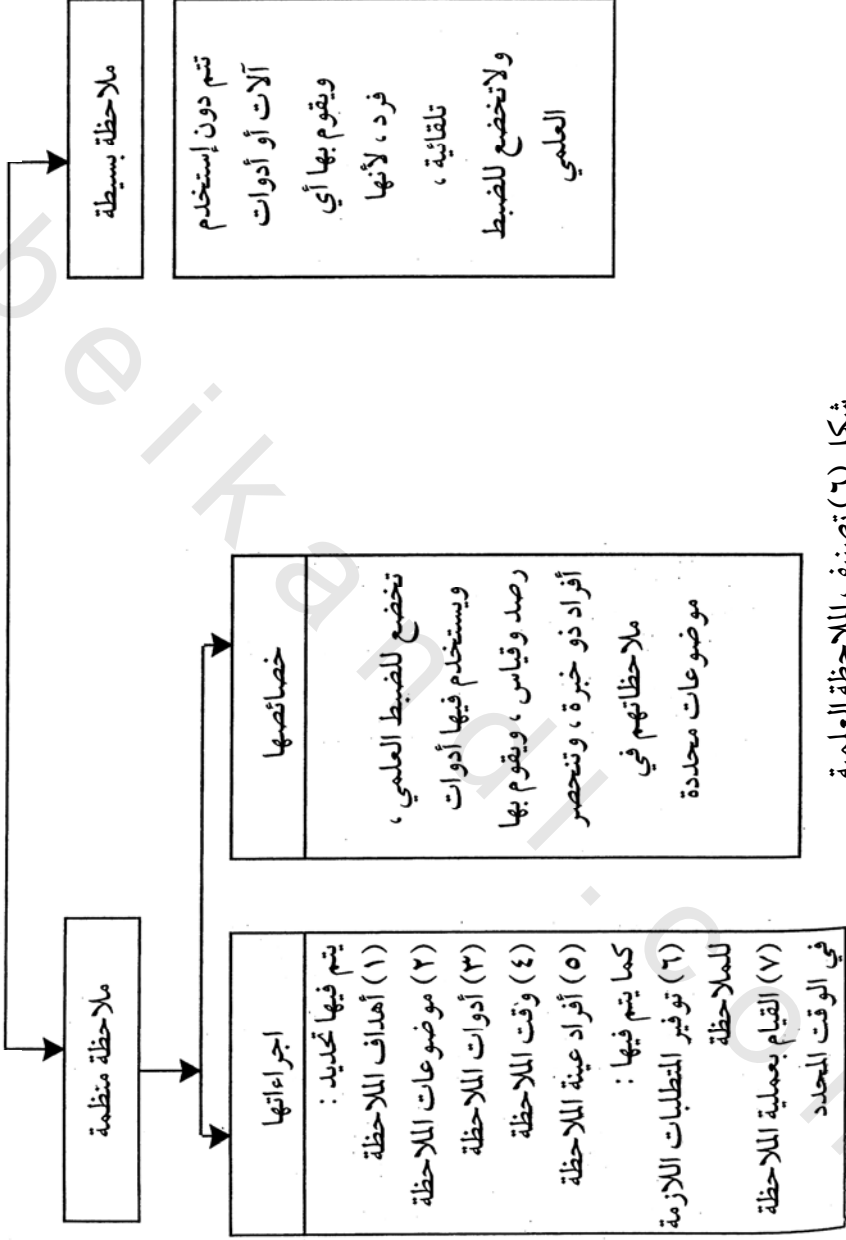 ملاحظة بسيطة
تتم دون إستخدم
آلات أو أدوات
ويقوم بها أي
فرد ، لأنها
تلقائية ،
ولاتخضع للضبط
العلمي
ملاحظة منظمة
خصائصها
تخضع للضبط العلمي ،
ويستخدم فيها أدوات
رصد وقياس ، ويقوم بها
أفراد ذو خبرة ، وتنحصر
ملاحظاتهم في
موضوعات محددة
اجراءاتها
يتم فيها تحديد :
(١) أهداف الملاحظة
(٢) موضوعات الملاحظة
(٣) أدوات الملاحظة
(٤) وقت الملاحظة
(٥) أفراد عينة الملاحظة
كما يتم فيها :
(٦) توفير المتطلبات اللازمة
للملاحظة
(٧) القيام بعملية الملاحظة
في الوقت المحدد
شكل (٦) تصنيف الملاحظة العلمية
beikandl.com